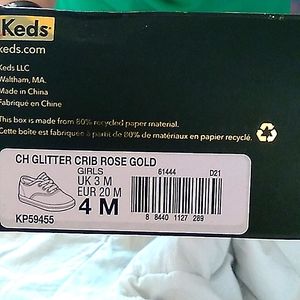 Keds
keds.com
Keds LLC
Waltham, MA.
Made in China
Fabriqué en Chine
This box is made from 80% recycled paper material.
Cette boîte est fabriquée à partir de 80% de matériaux en papier recyclé.
CH GLITTER CRIB ROSE GOLD
GIRLS 61444 D21
UK 3 M
EUR 20 M
4 M
KP59455
8 84401 1127 289